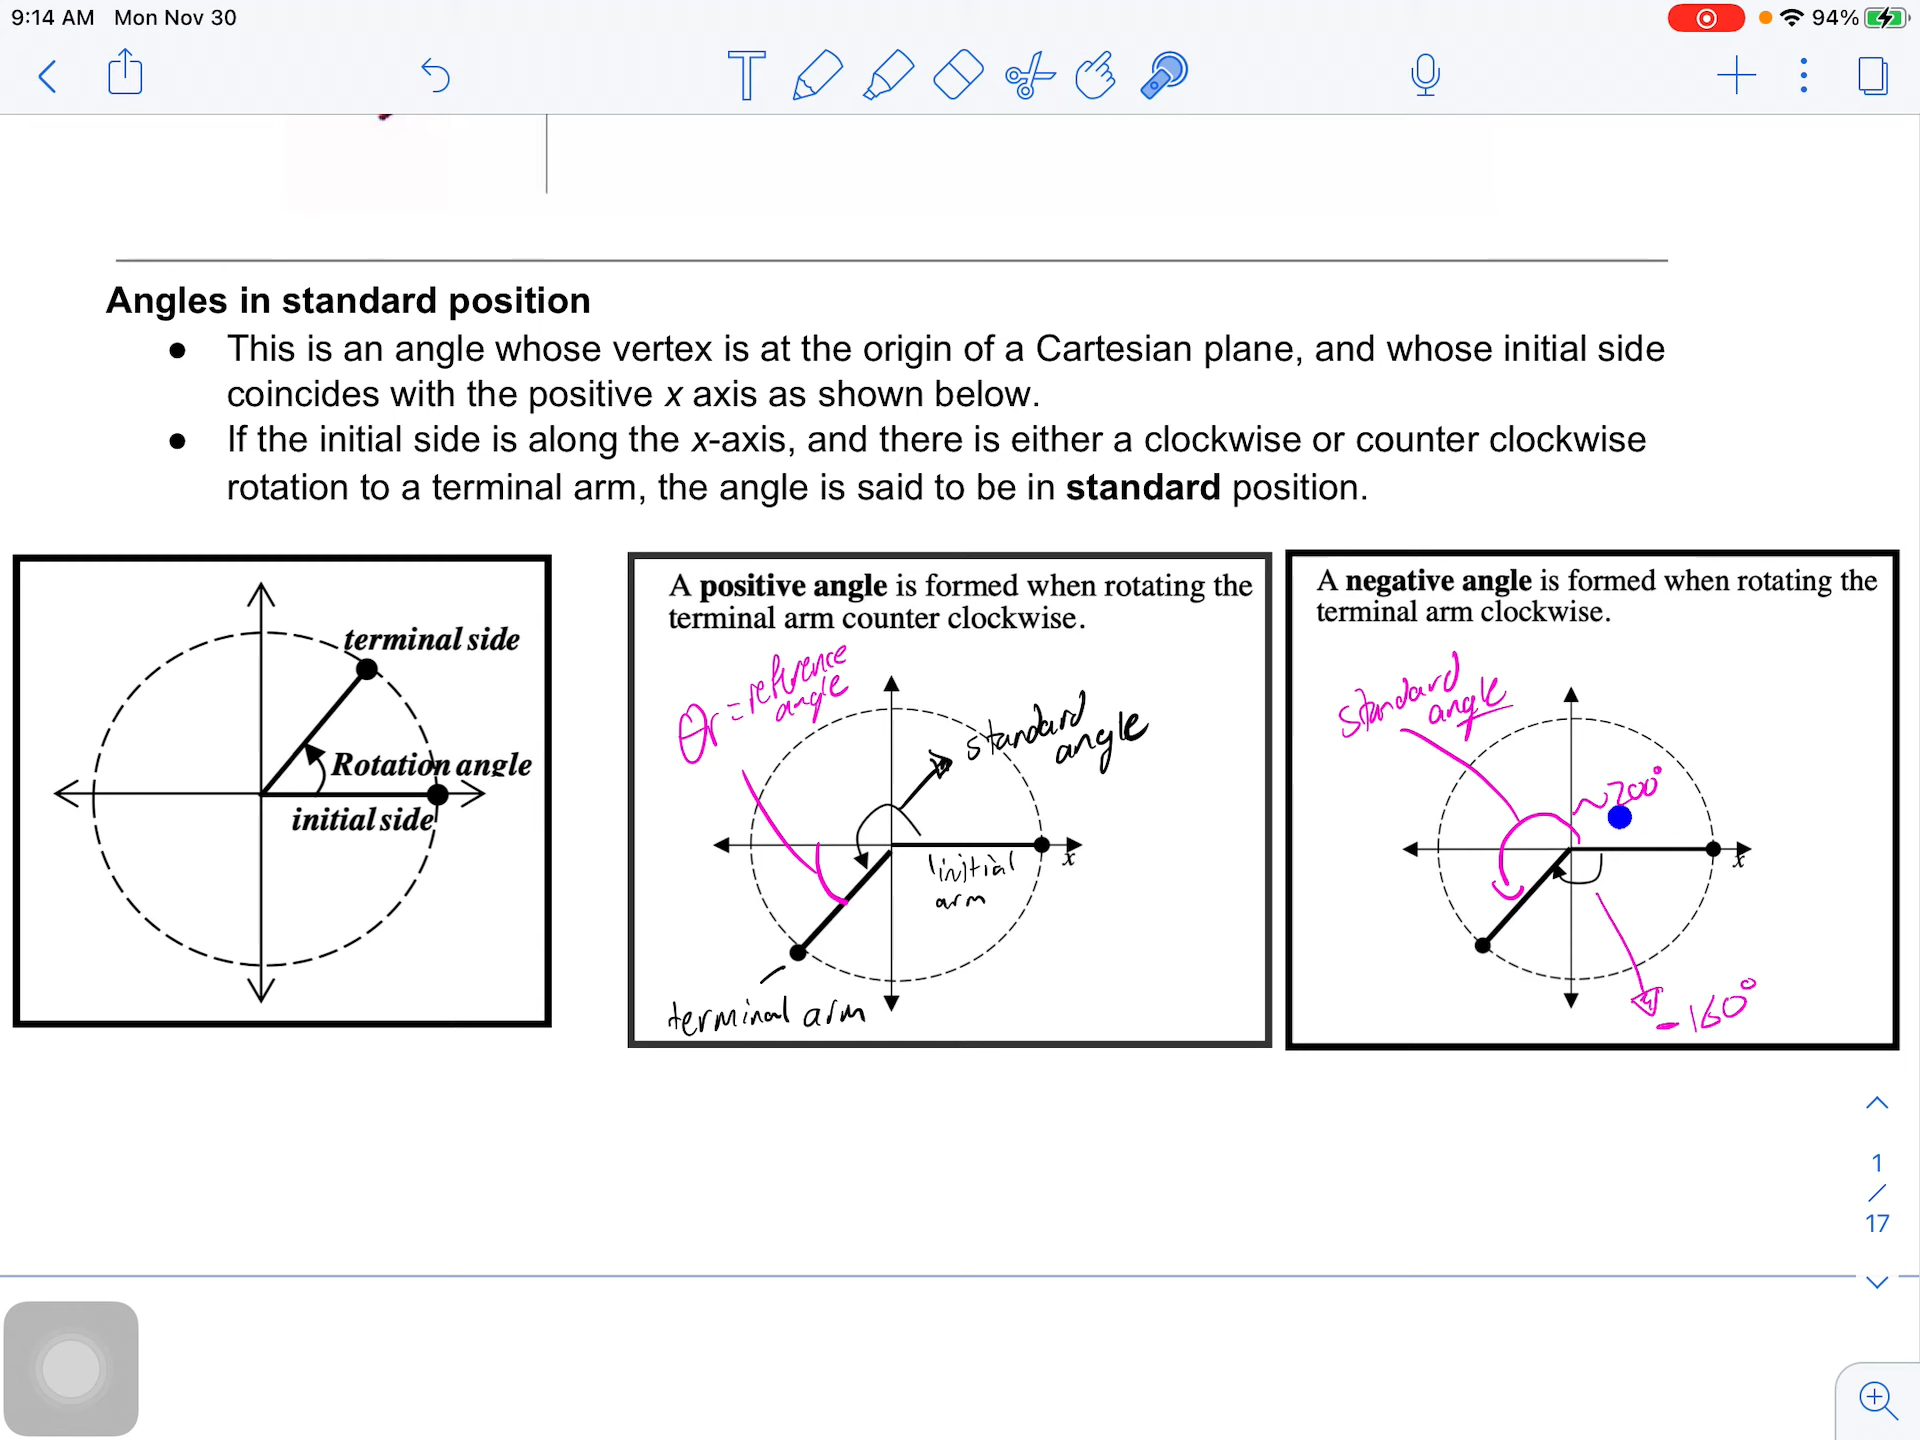 9:14 AM Mon Nov 30
94%
Angles in standard position
● This is an angle whose vertex is at the origin of a Cartesian plane, and whose initial side
coincides with the positive x axis as shown below.
● If the initial side is along the x-axis, and there is either a clockwise or counter clockwise
rotation to a terminal arm, the angle is said to be in standard position.
terminal side
Rotation angle
initial side
A positive angle is formed when rotating the
terminal arm counter clockwise.
θr = reference
angle
standard
angle
x
initial
arm
terminal arm
A negative angle is formed when rotating the
terminal arm clockwise.
standard
angle
~200°
x
-160°
1
/
17